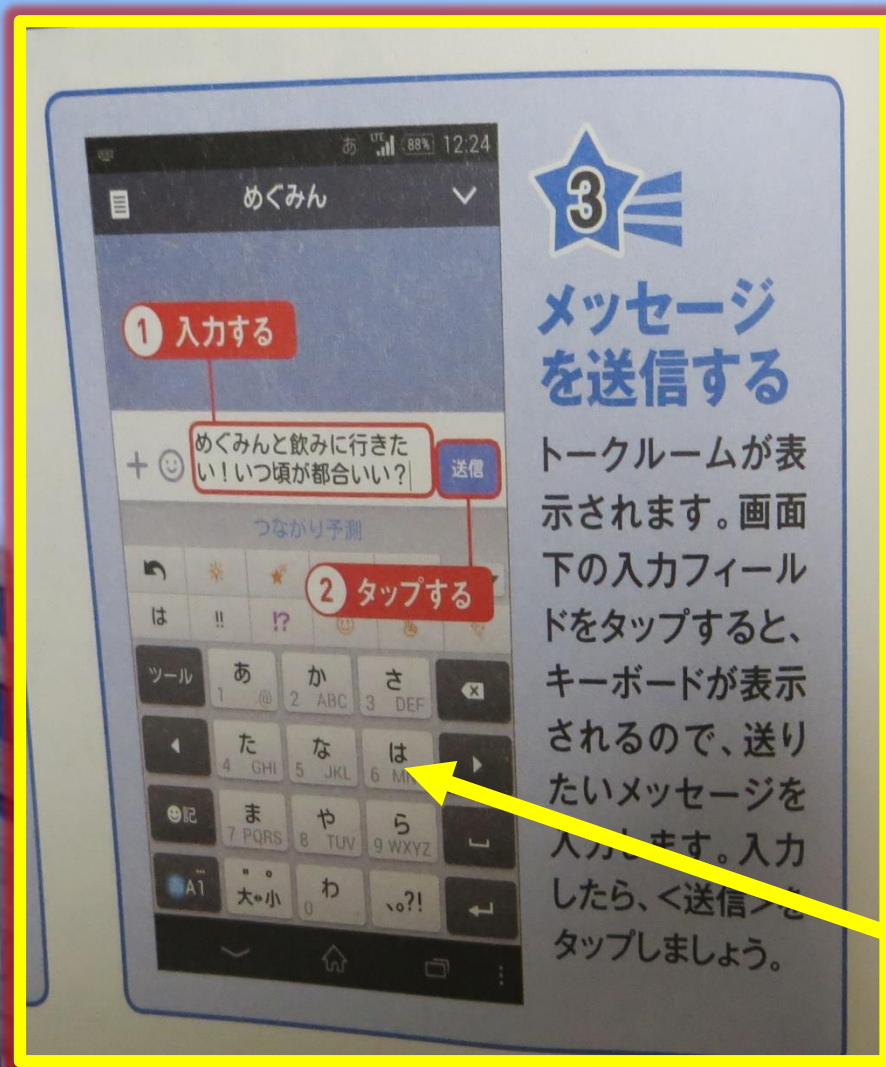 あ LTE 88% 12:24
めぐみん
1 入力する
めぐみんと飲みに行きた
い！いつ頃が都合いい？
送信
つながり予測
2 タップする
は !! !?
ツール あ 1 @ か 2 ABC さ 3 DEF
た 4 GHI な 5 JKL は 6
記 ま 7 PQRS や 8 TUV ら 9 WXYZ
A1 大⇔小 わ 0 、。?!
3
メッセージ
を送信する
トークルームが表
示されます。画面
下の入力フィール
ドをタップすると、
キーボードが表示
されるので、送り
たいメッセージを
入力します。入力
したら、<送信>を
タップしましょう。